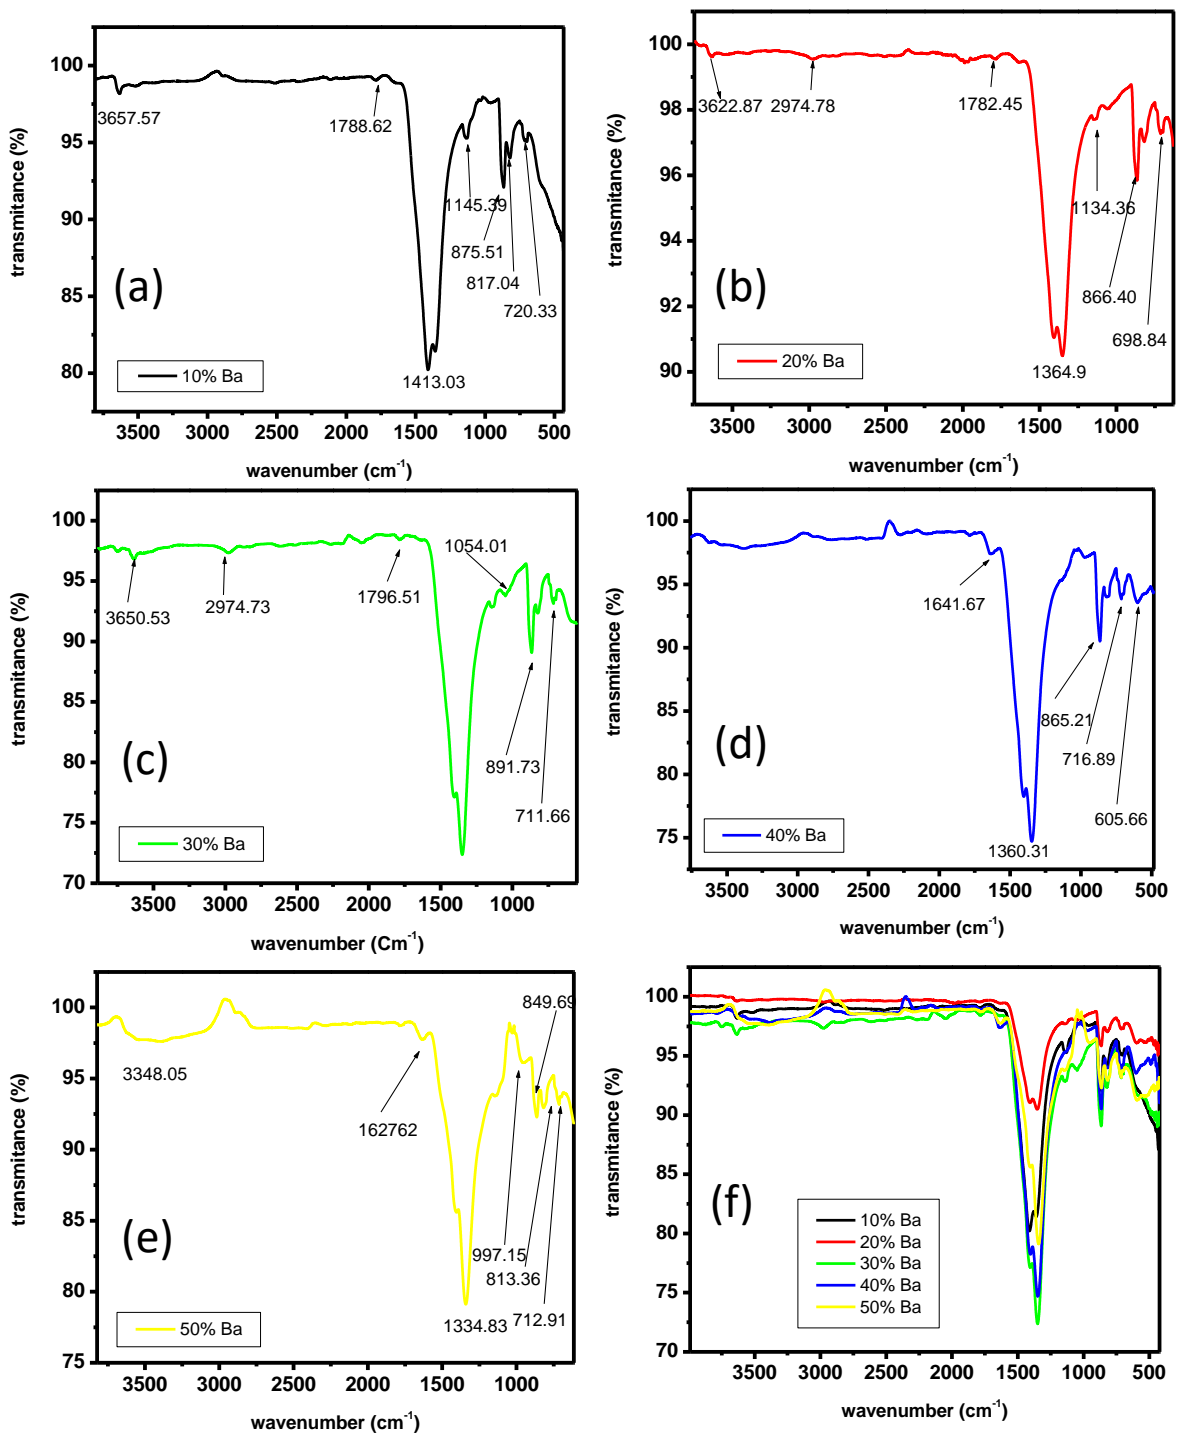 100
95
90
85
80
3500 3000 2500 2000 1500 1000 500
transmitance (%)
wavenumber (cm-1)
3657.57
1788.62
1145.39
875.51
817.04
720.33
1413.03
(a)
10% Ba
100
98
96
94
92
90
3500 3000 2500 2000 1500 1000
transmitance (%)
wavenumber (cm-1)
3622.87
2974.78
1782.45
1134.36
866.40
698.84
1364.9
(b)
20% Ba
100
95
90
85
80
75
70
3500 3000 2500 2000 1500 1000
transmitance (%)
wavenumber (Cm-1)
3650.53
2974.73
1796.51
1054.01
891.73
711.66
(c)
30% Ba
100
95
90
85
80
75
3500 3000 2500 2000 1500 1000 500
transmitance (%)
wavenumber (cm-1)
1641.67
865.21
716.89
605.66
1360.31
(d)
40% Ba
100
95
90
85
80
75
3500 3000 2500 2000 1500 1000
transmitance (%)
wavenumber (cm-1)
849.69
3348.05
162762
997.15
813.36
712.91
1334.83
(e)
50% Ba
100
95
90
85
80
75
70
3500 3000 2500 2000 1500 1000 500
transmitance (%)
wavenumber (cm-1)
(f)
10% Ba
20% Ba
30% Ba
40% Ba
50% Ba